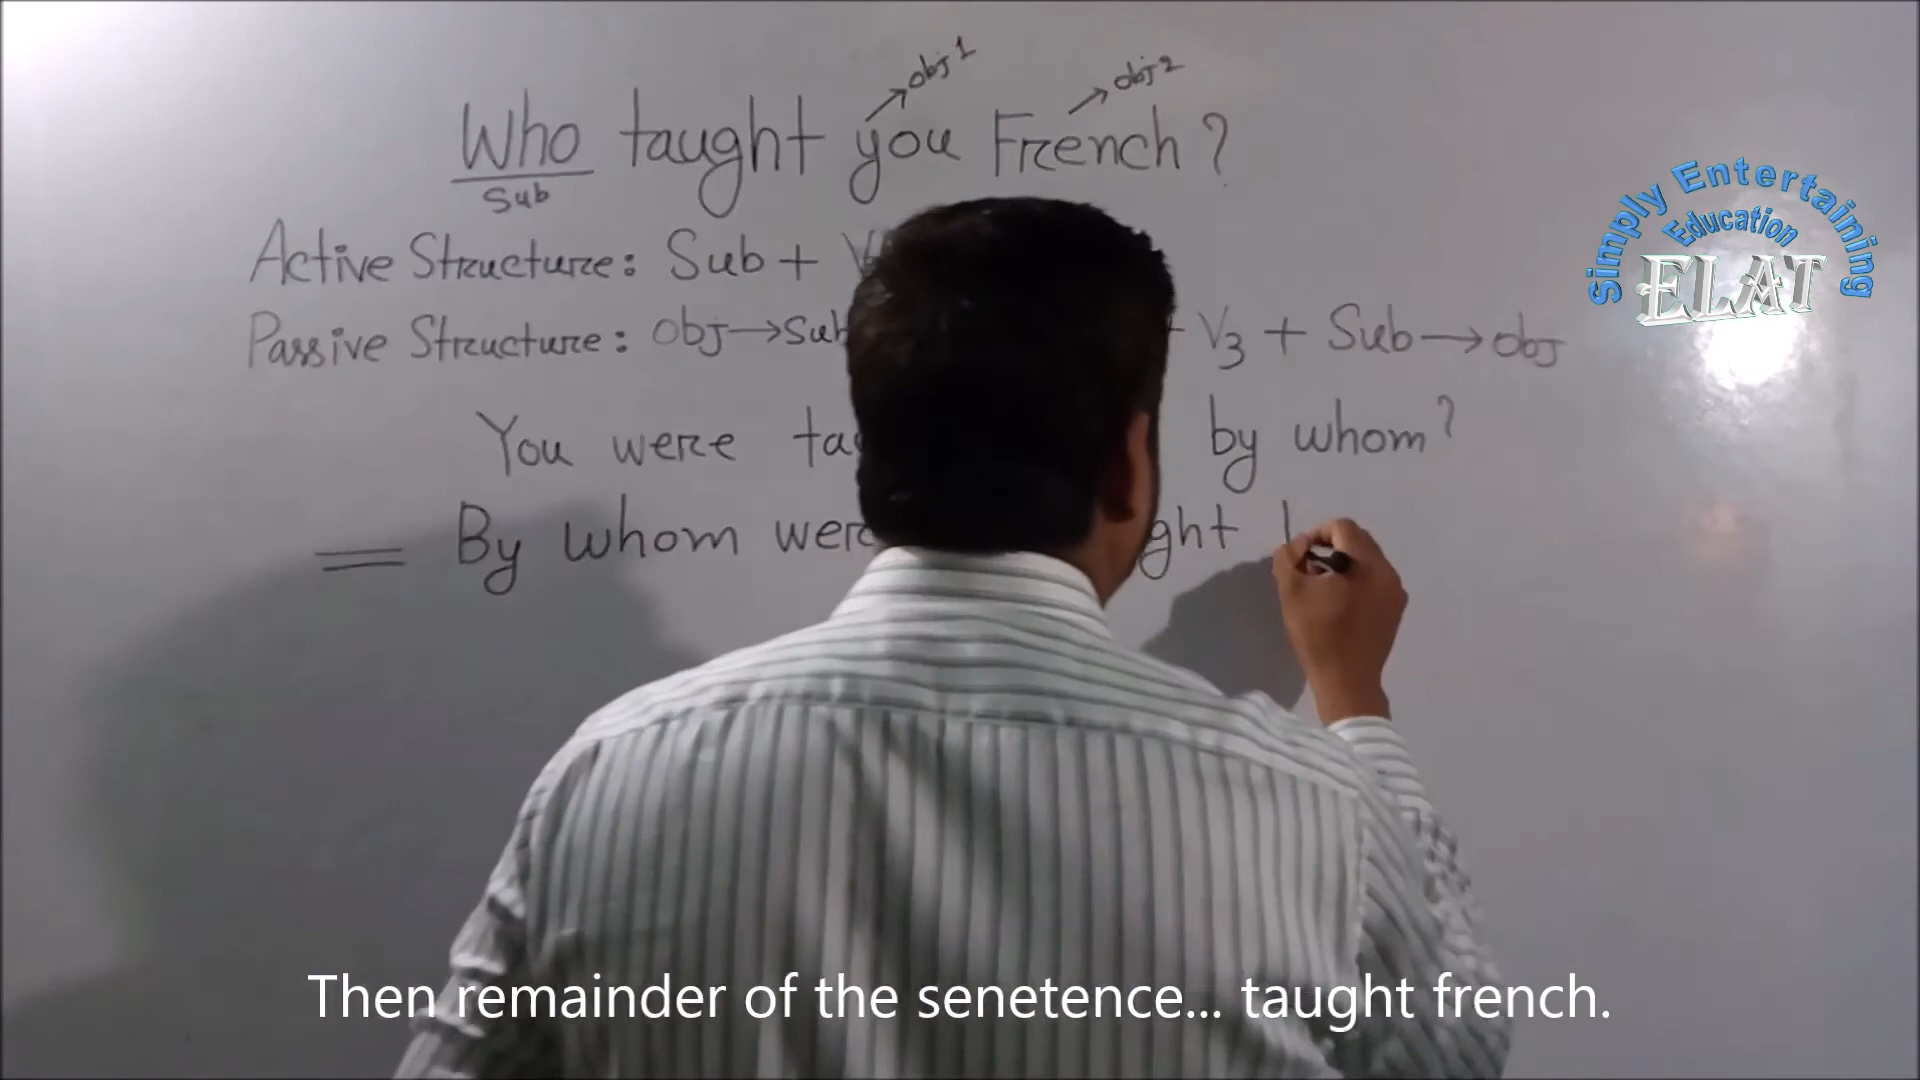 obj 1
obj 2
Who taught you French ?
Sub
Active Structure: Sub +
Passive Structure: Obj→Sub + V3 + Sub→obj
You were by whom?
= By whom were
Simply Entertaining
Education
ELAT
Then remainder of the senetence... taught french.